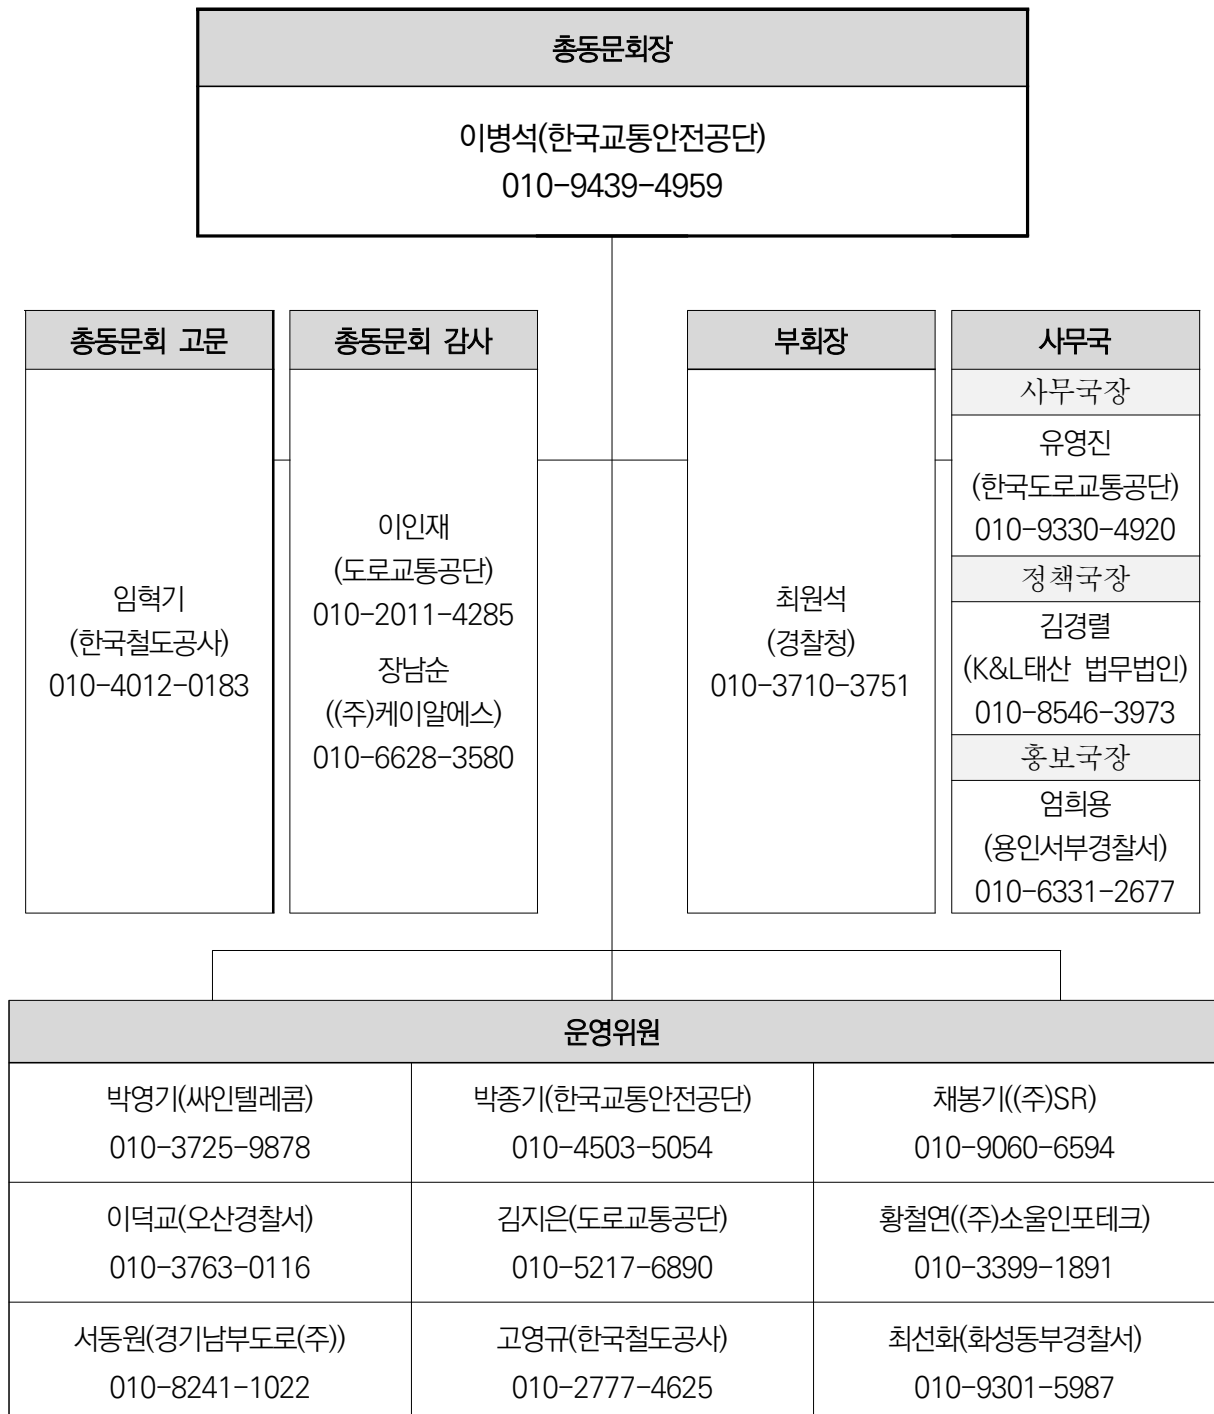 총동문회장
이병석(한국교통안전공단)
010-9439-4959
총동문회 고문
임혁기
(한국철도공사)
010-4012-0183
총동문회 감사
이인재
(도로교통공단)
010-2011-4285
장남순
((주)케이알에스)
010-6628-3580
부회장
최원석
(경찰청)
010-3710-3751
사무국
사무국장
유영진
(한국도로교통공단)
010-9330-4920
정책국장
김경렬
(K&L태산 법무법인)
010-8546-3973
홍보국장
엄희용
(용인서부경찰서)
010-6331-2677
운영위원
박영기(싸인텔레콤)
010-3725-9878
박종기(한국교통안전공단)
010-4503-5054
채봉기((주)SR)
010-9060-6594
이덕교(오산경찰서)
010-3763-0116
김지은(도로교통공단)
010-5217-6890
황철연((주)소울인포테크)
010-3399-1891
서동원(경기남부도로(주))
010-8241-1022
고영규(한국철도공사)
010-2777-4625
최선화(화성동부경찰서)
010-9301-5987